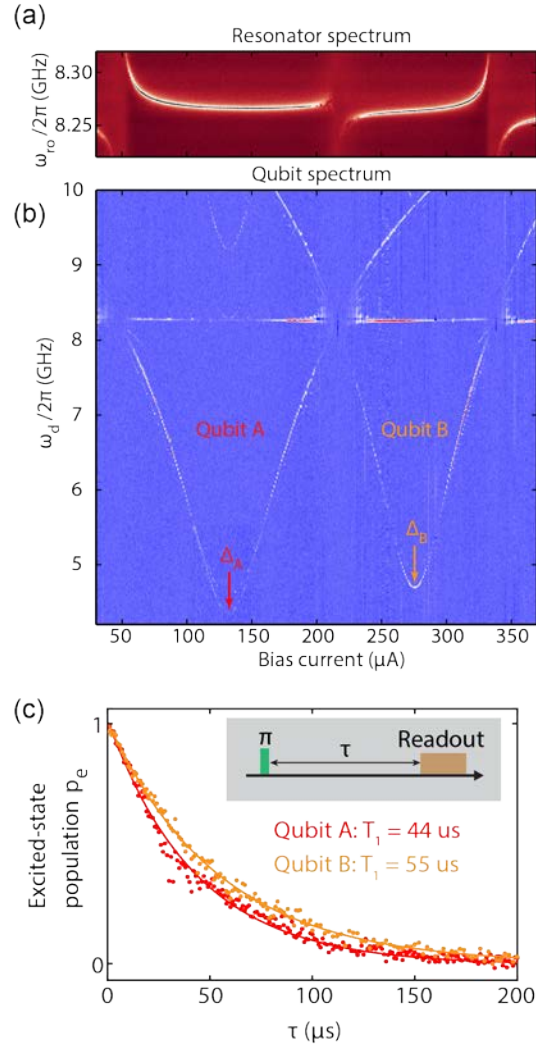 (a)
Resonator spectrum
ω_ro/2π (GHz)
8.32
8.25
Qubit spectrum
(b)
ω_d/2π (GHz)
10
9
8
7
6
5
Qubit A
Qubit B
Δ_A
Δ_B
50 100 150 200 250 300 350
Bias current (μA)
(c)
Excited-state
population p_e
1
0
π
τ
Readout
Qubit A: T_1 = 44 us
Qubit B: T_1 = 55 us
0 50 100 150 200
τ (μs)